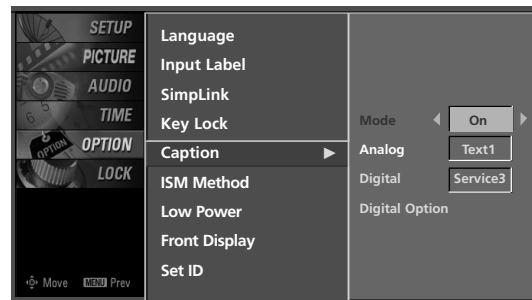 SETUP
PICTURE
AUDIO
TIME
OPTION
LOCK
Move MENU Prev
Language
Input Label
SimpLink
Key Lock
Caption
ISM Method
Low Power
Front Display
Set ID
Mode On
Analog Text1
Digital Service3
Digital Option